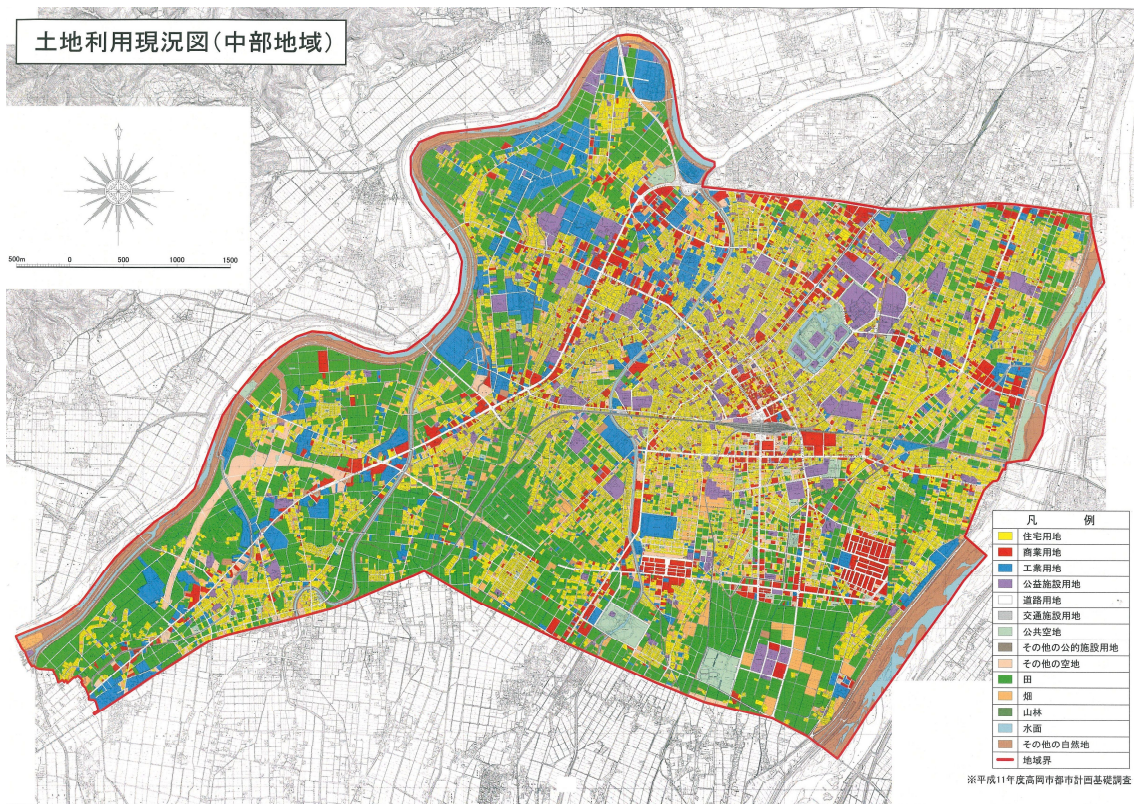 土地利用現況図(中部地域)
500m 0 500 1000 1500
凡 例
住宅用地
商業用地
工業用地
公益施設用地
道路用地
交通施設用地
公共空地
その他の公的施設用地
その他の空地
田
畑
山林
水面
その他の自然地
地域界
※平成11年度高岡市都市計画基礎調査